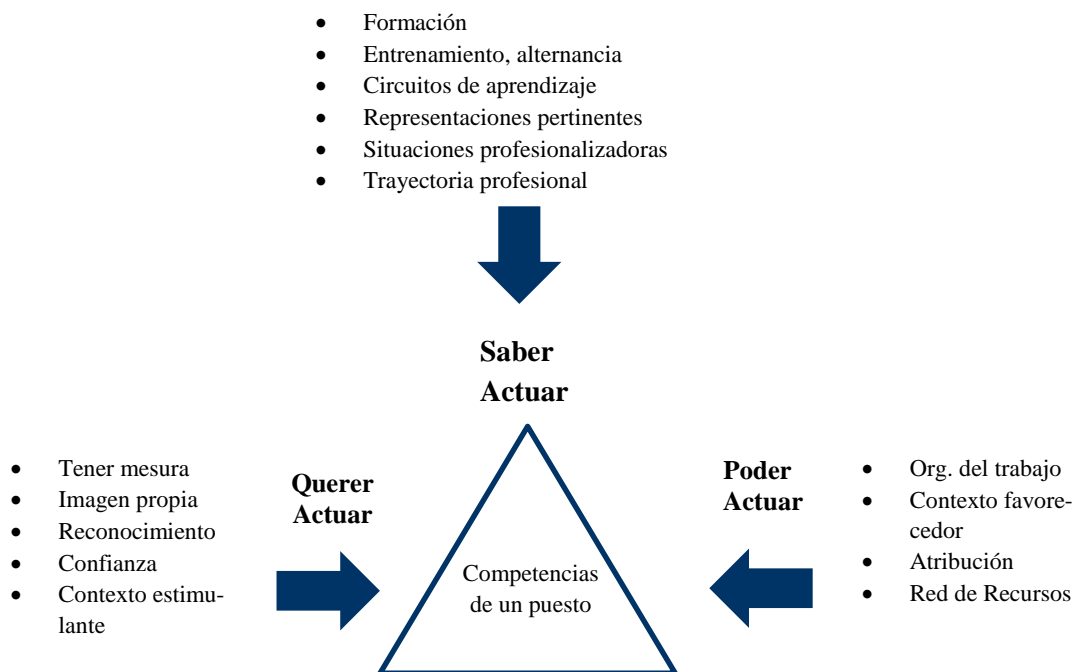 • Formación
• Entrenamiento, alternancia
• Circuitos de aprendizaje
• Representaciones pertinentes
• Situaciones profesionalizadoras
• Trayectoria profesional
Saber
Actuar
• Tener mesura
• Imagen propia
• Reconocimiento
• Confianza
• Contexto estimu-
lante
Querer
Actuar
Competencias
de un puesto
Poder
Actuar
• Org. del trabajo
• Contexto favore-
cedor
• Atribución
• Red de Recursos